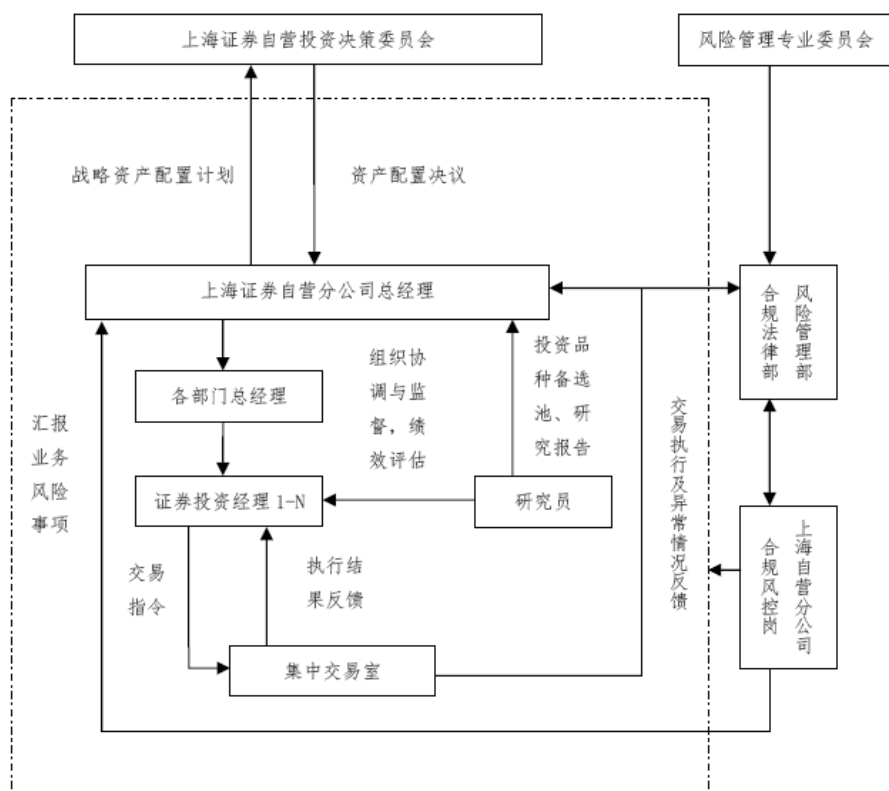 上海证券自营投资决策委员会
风险管理专业委员会
战略资产配置计划
资产配置决议
上海证券自营分公司总经理
风险管理部
合规法律部
组织协
调与监
督，绩
效评估
投资品
种备选
池、研
究报告
各部门总经理
汇报
业务
风险
事项
交易执行及异常情况反馈
证券投资经理 1-N
研究员
上海自营分公司
合规风控岗
交易
指令
执行结
果反馈
集中交易室